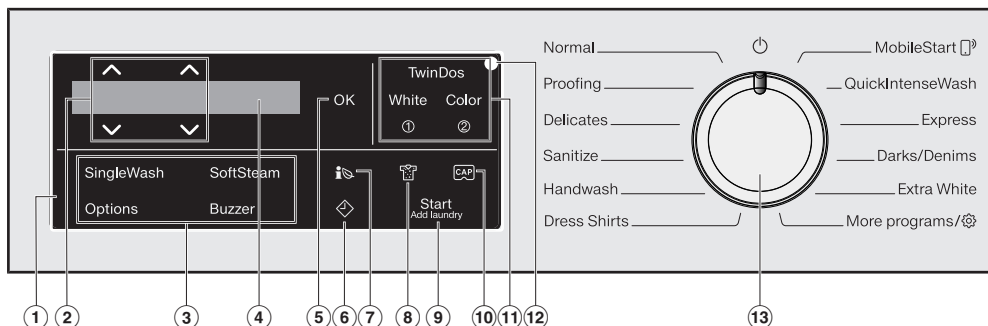 TwinDos
White Color
① ②
OK
SingleWash SoftSteam
Options Buzzer
CAP
Start
Add laundry
Normal
Proofing
Delicates
Sanitize
Handwash
Dress Shirts
MobileStart
QuickIntenseWash
Express
Darks/Denims
Extra White
More programs/
① ② ③ ④ ⑤ ⑥ ⑦ ⑧ ⑨ ⑩ ⑪ ⑫ ⑬